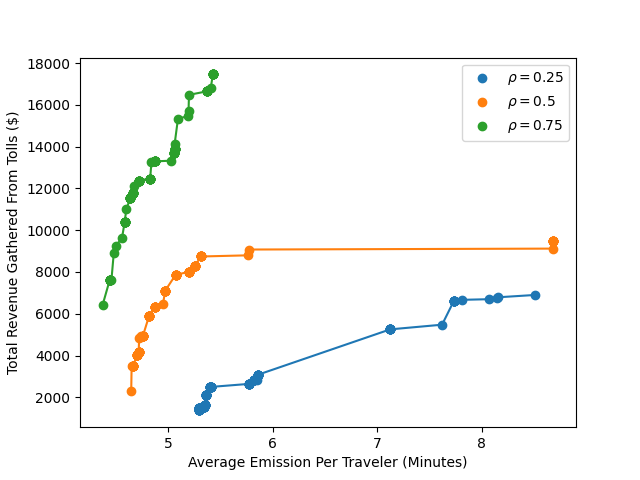 18000
16000
14000
12000
10000
8000
6000
4000
2000
Total Revenue Gathered From Tolls ($)
ρ = 0.25
ρ = 0.5
ρ = 0.75
5 6 7 8
Average Emission Per Traveler (Minutes)